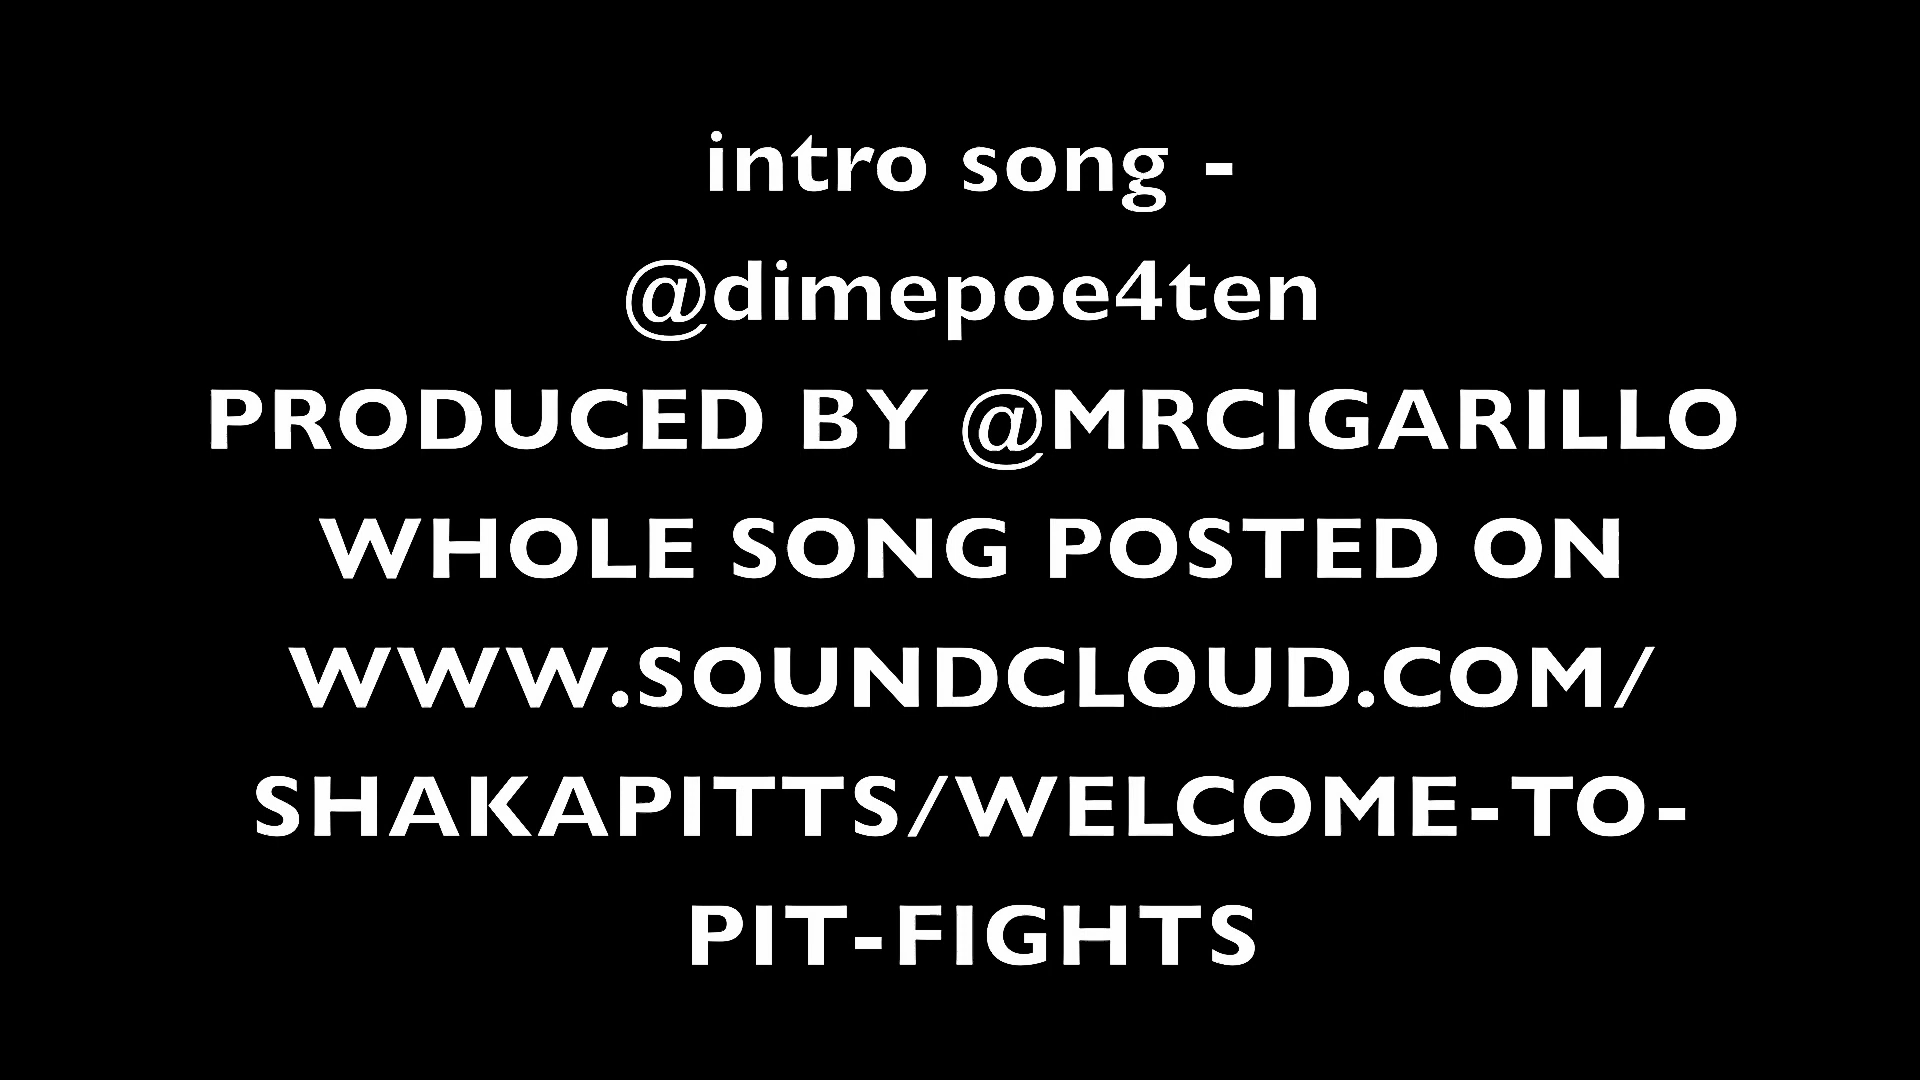 intro song -
@dimepoe4ten
PRODUCED BY @MRCIGARILLO
WHOLE SONG POSTED ON
WWW.SOUNDCLOUD.COM/
SHAKAPITTS/WELCOME-TO-
PIT-FIGHTS